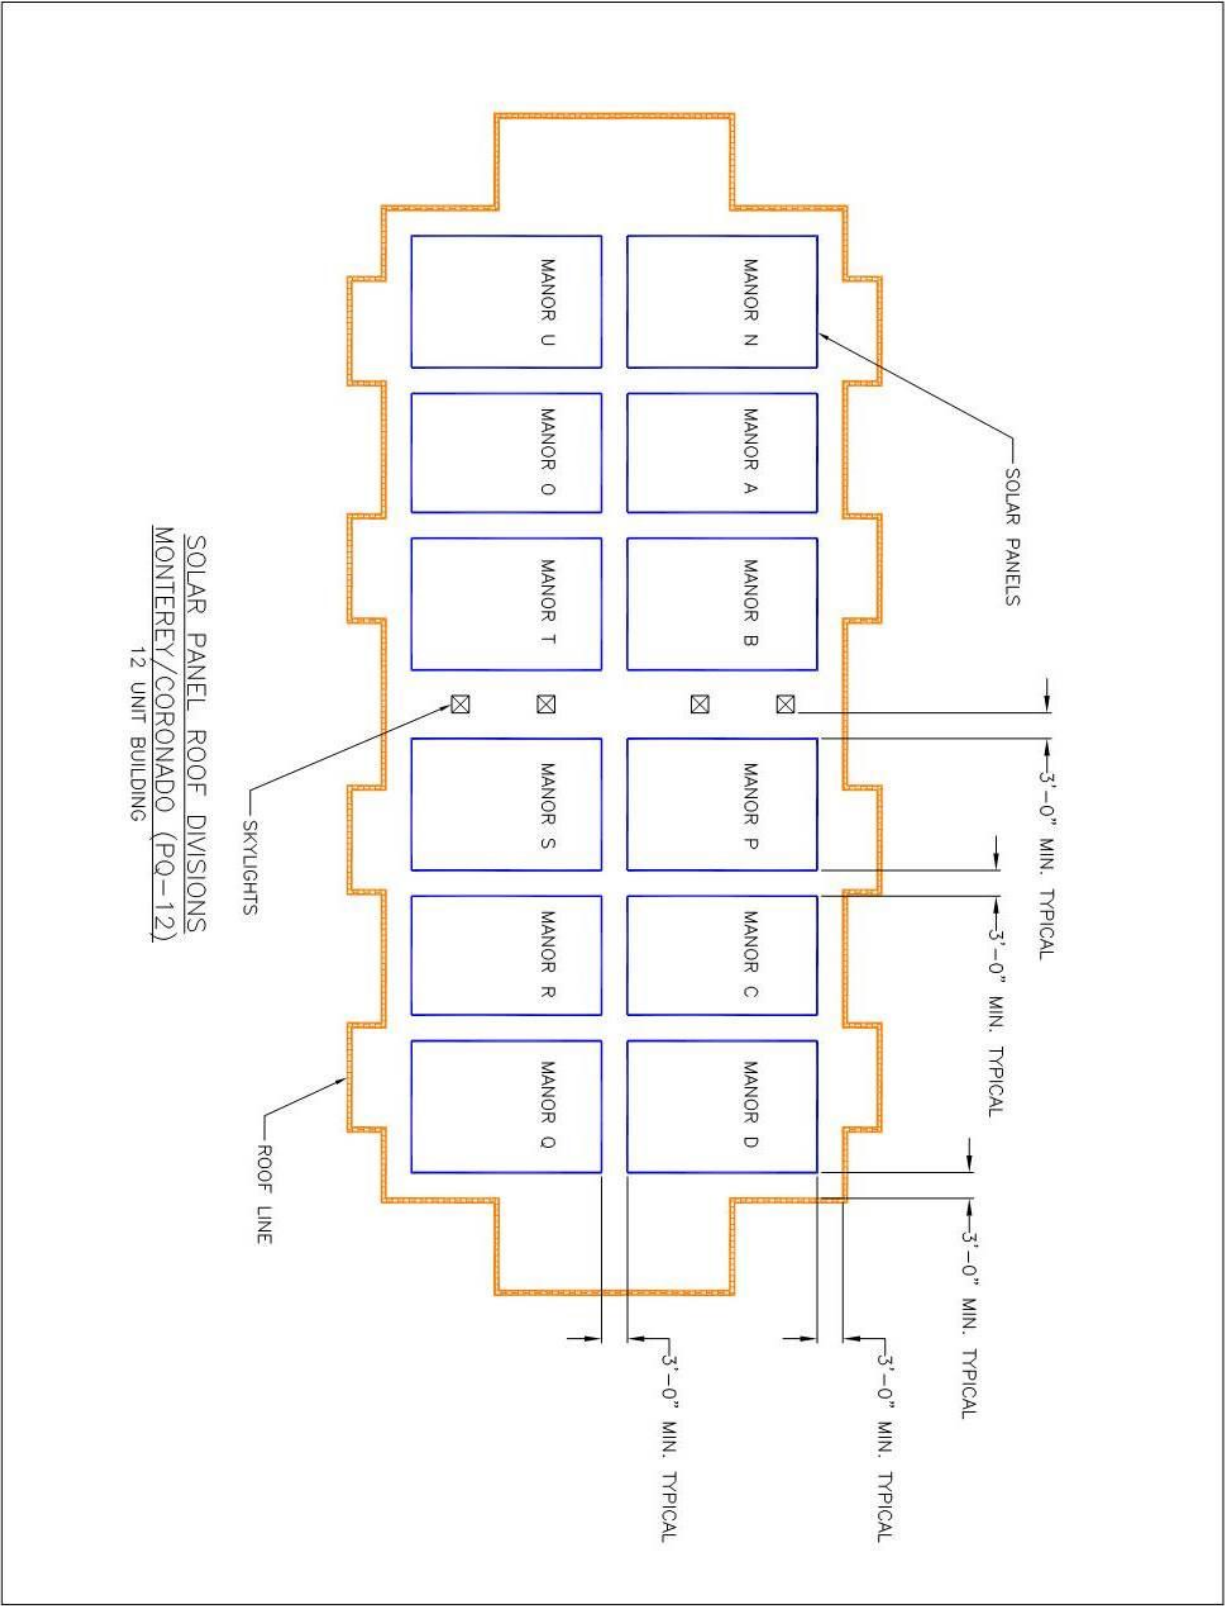 3'-0" MIN. TYPICAL
SOLAR PANELS
3'-0" MIN. TYPICAL
3'-0" MIN. TYPICAL
3'-0" MIN. TYPICAL
MANOR N
MANOR A
MANOR B
MANOR P
MANOR C
MANOR D
3'-0" MIN. TYPICAL
MANOR U
MANOR O
MANOR T
MANOR S
MANOR R
MANOR Q
ROOF LINE
SKYLIGHTS
SOLAR PANEL ROOF DIVISIONS
MONTEREY/CORONADO (PQ-12)
12 UNIT BUILDING